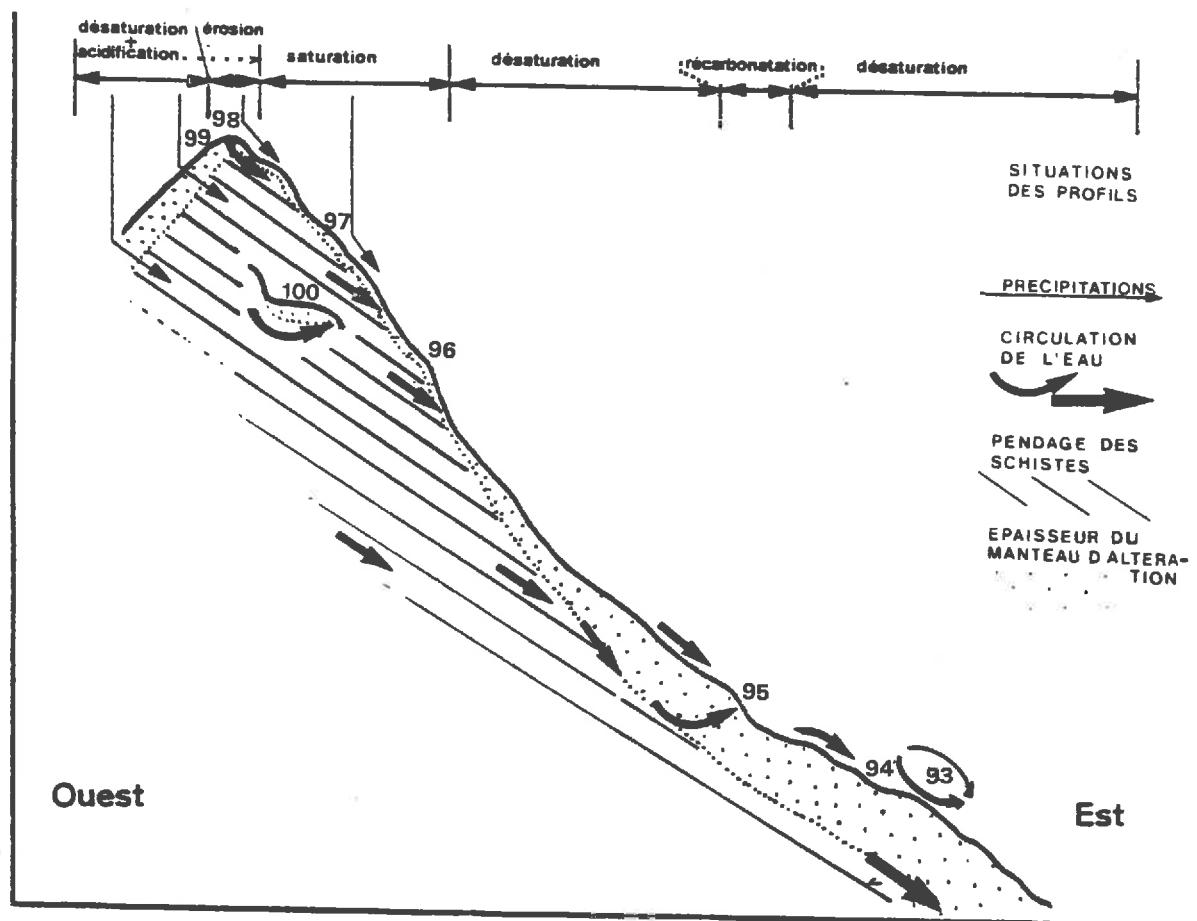 désaturation érosion
+
acidification saturation désaturation récarbonatation désaturation
98
99
97
100
96
95
94 93
Ouest
Est
SITUATIONS
DES PROFILS
PRECIPITATIONS
CIRCULATION
DE L'EAU
PENDAGE DES
SCHISTES
EPAISSEUR DU
MANTEAU D'ALTERA-
TION